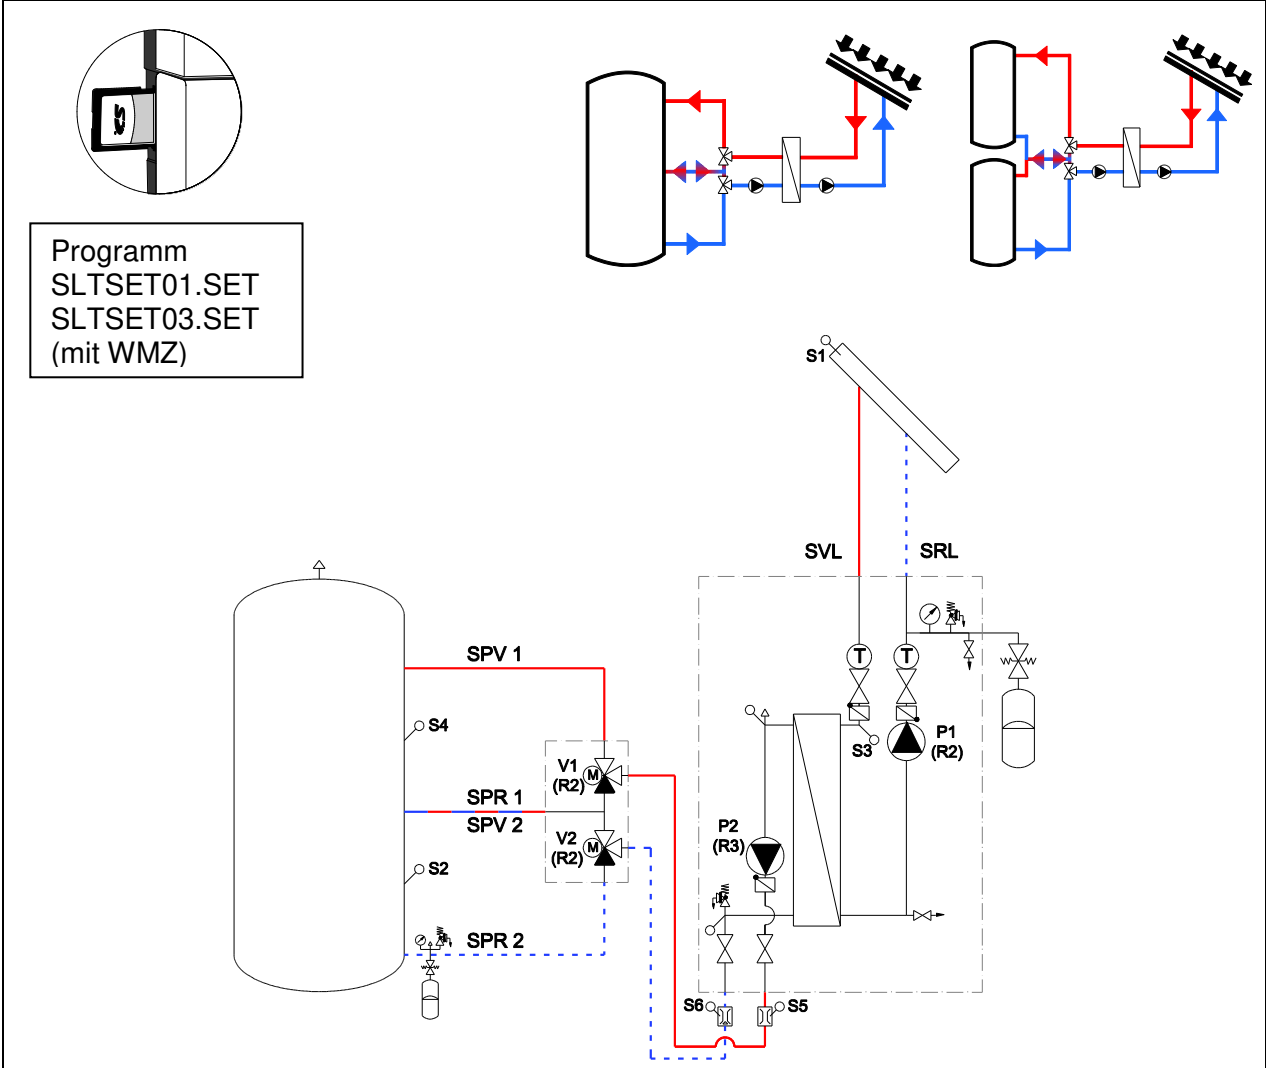 Programm
SLTSET01.SET
SLTSET03.SET
(mit WMZ)
S1
SVL
SRL
SPV 1
S4
T
T
P1
(R2)
S3
V1
(R2)
M
SPR 1
SPV 2
P2
(R3)
V2
(R2)
M
S2
SPR 2
S6
S5